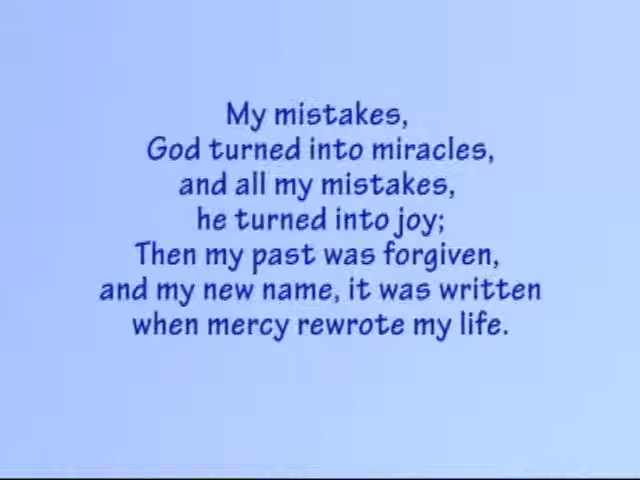 My mistakes,
God turned into miracles,
and all my mistakes,
he turned into joy;
Then my past was forgiven,
and my new name, it was written
when mercy rewrote my life.